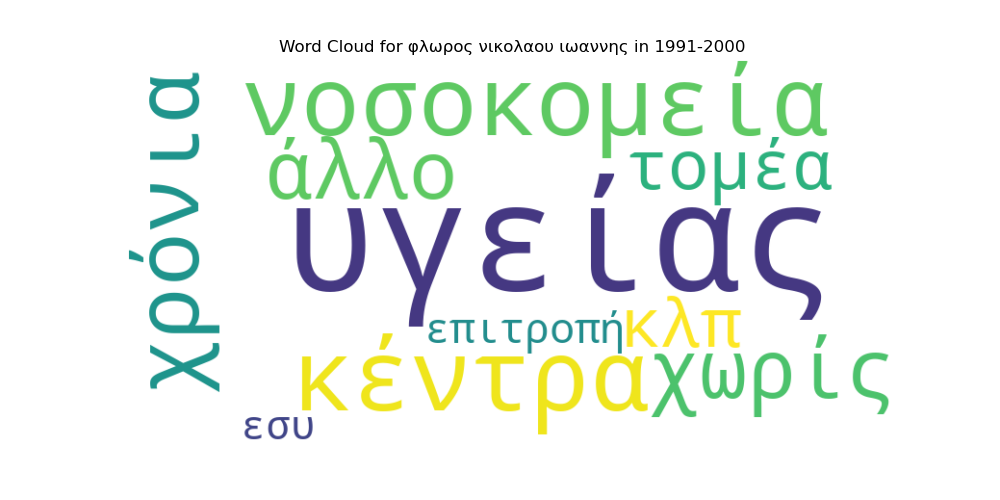 Word Cloud for φλωρος νικολαου ιωαννης in 1991-2000
χρόνια
νοσοκομεία
άλλο
τομέα
υγείας
επιτροπή
κλπ
κέντρα
χωρίς
εσυ